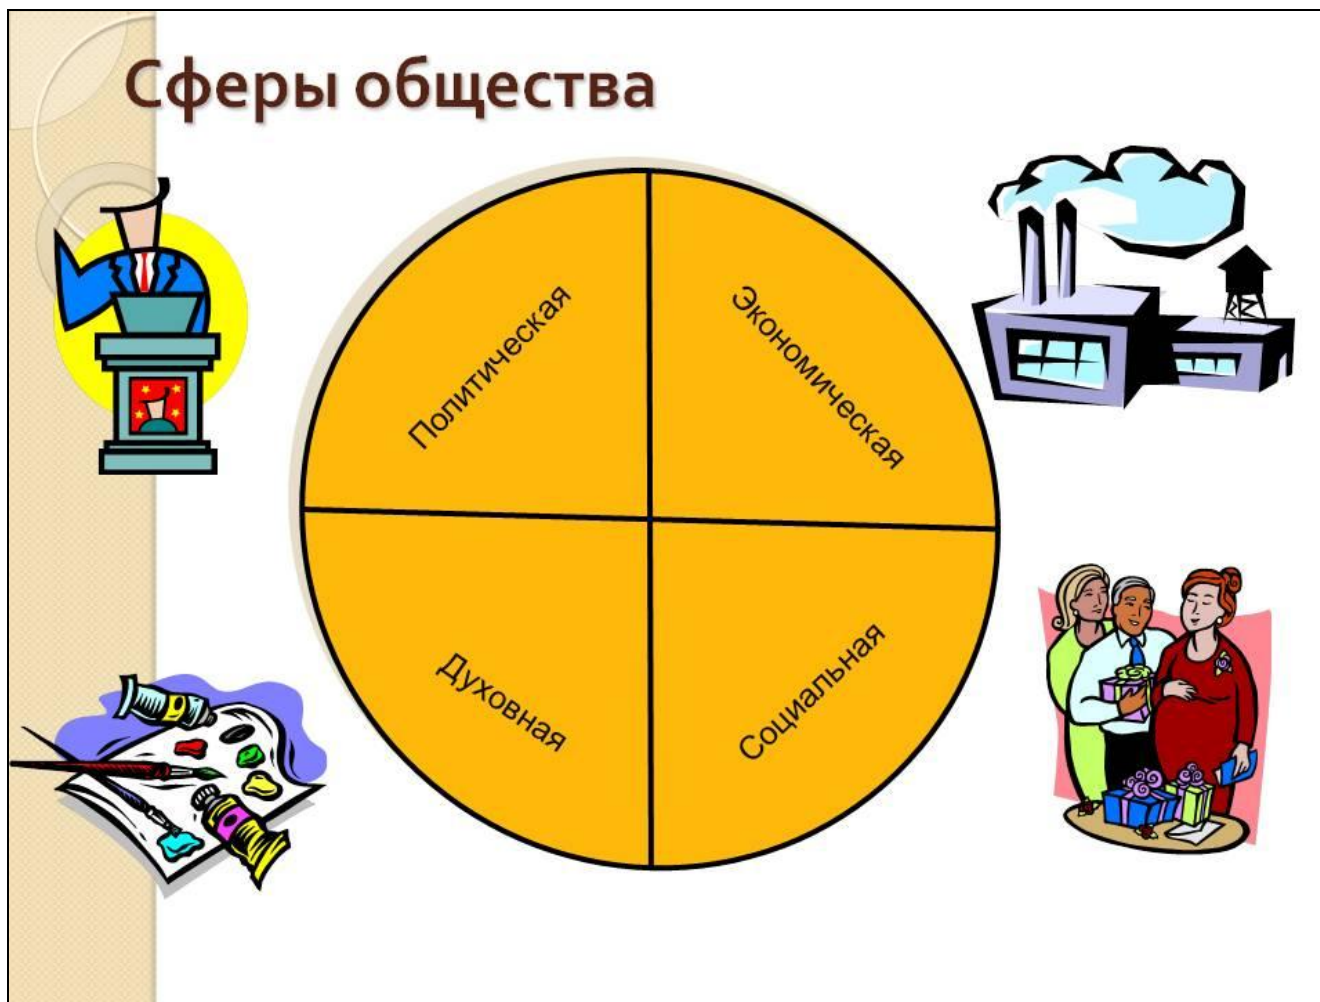 Сферы общества
Политическая
Экономическая
Духовная
Социальная